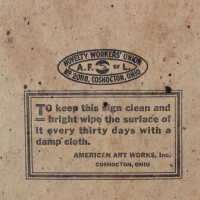 NOVELTY WORKERS' UNION
A. F. OF L.
COSHOCTON, OHIO
To keep this sign clean and
bright wipe the surface of
it every thirty days with a
damp cloth.
AMERICAN ART WORKS, Inc.
COSHOCTON, OHIO